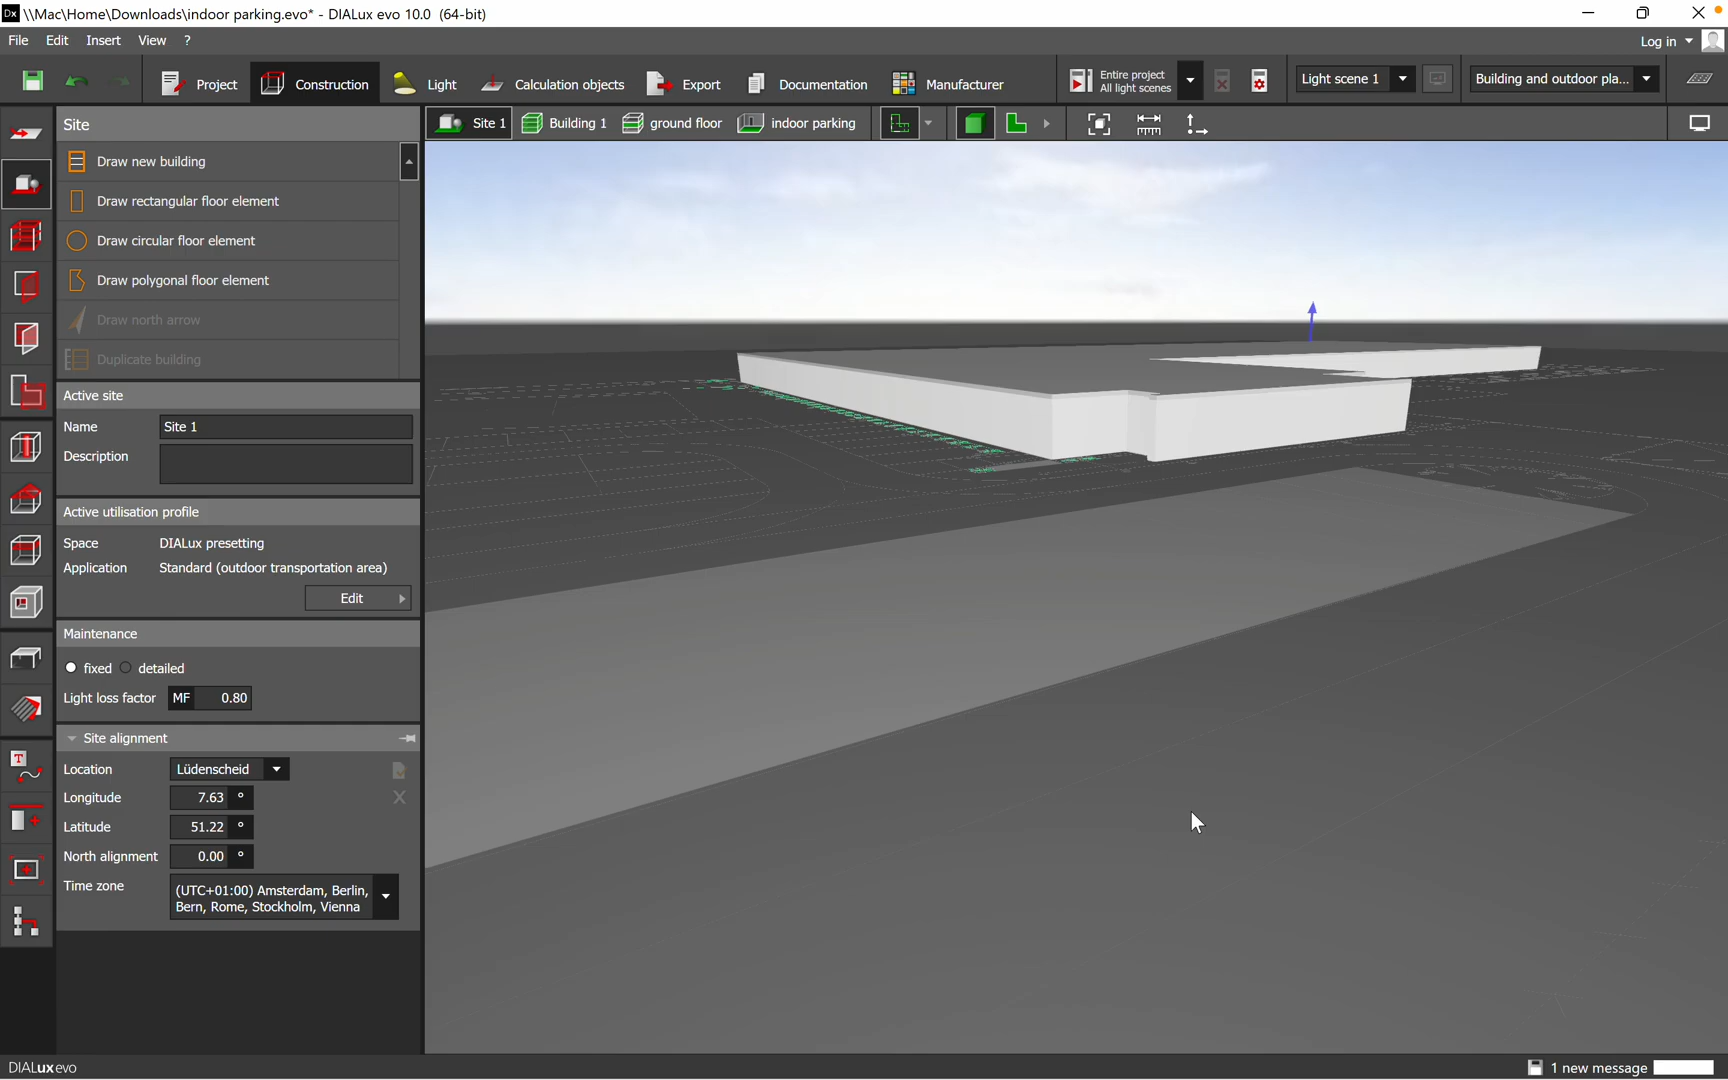 Dx \\Mac\Home\Downloads\indoor parking.evo* - DIALux evo 10.0 (64-bit)
File Edit Insert View ? Log in
Project Construction Light Calculation objects Export Documentation Manufacturer Entire project Light scene 1 Building and outdoor pla...
All light scenes
Site Site 1 Building 1 ground floor indoor parking
Draw new building
Draw rectangular floor element
Draw circular floor element
Draw polygonal floor element
Draw north arrow
Duplicate building
Active site
Name Site 1
Description
Active utilisation profile
Space DIALux presetting
Application Standard (outdoor transportation area)
Edit
Maintenance
fixed detailed
Light loss factor MF 0.80
Site alignment
Location Lüdenscheid
Longitude 7.63 °
Latitude 51.22 °
North alignment 0.00 °
Time zone (UTC+01:00) Amsterdam, Berlin,
Bern, Rome, Stockholm, Vienna
DIALux evo 1 new message